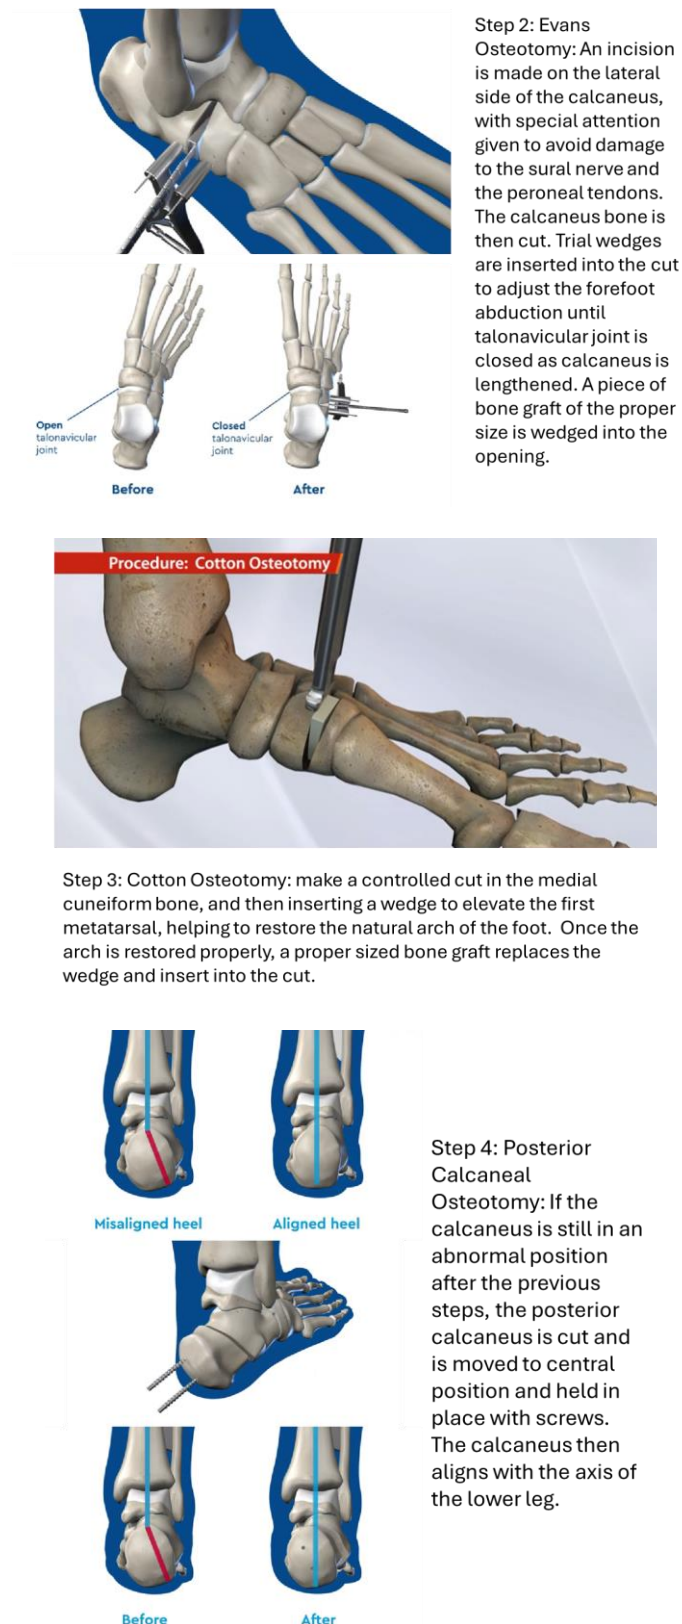 Step 2: Evans
Osteotomy: An incision
is made on the lateral
side of the calcaneus,
with special attention
given to avoid damage
to the sural nerve and
the peroneal tendons.
The calcaneus bone is
then cut. Trial wedges
are inserted into the cut
to adjust the forefoot
abduction until
talonavicular joint is
closed as calcaneus is
lengthened. A piece of
bone graft of the proper
size is wedged into the
opening.
Open
talonavicular
joint
Closed
talonavicular
joint
Before
After
Procedure: Cotton Osteotomy
Step 3: Cotton Osteotomy: make a controlled cut in the medial
cuneiform bone, and then inserting a wedge to elevate the first
metatarsal, helping to restore the natural arch of the foot. Once the
arch is restored properly, a proper sized bone graft replaces the
wedge and insert into the cut.
Misaligned heel
Aligned heel
Step 4: Posterior
Calcaneal
Osteotomy: If the
calcaneus is still in an
abnormal position
after the previous
steps, the posterior
calcaneus is cut and
is moved to central
position and held in
place with screws.
The calcaneus then
aligns with the axis of
the lower leg.
Before
After